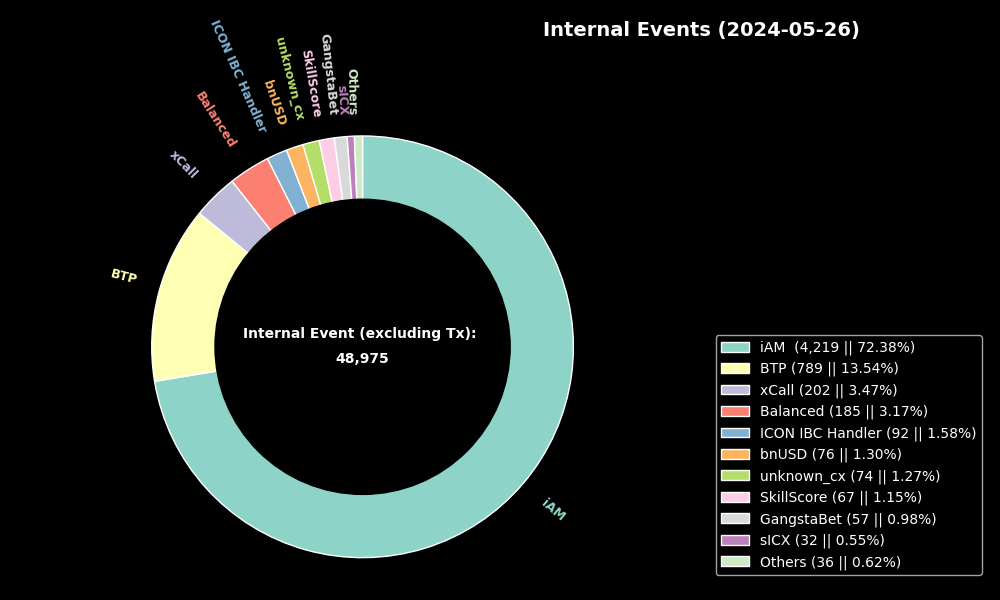 Internal Events (2024-05-26)
ICON IBC Handler
unknown_cx
GangstaBet
SkillScore
Others
sICX
bnUSD
Balanced
xCall
BTP
iAM
Internal Event (excluding Tx):
48,975
iAM  (4,219 || 72.38%)
BTP (789 || 13.54%)
xCall (202 || 3.47%)
Balanced (185 || 3.17%)
ICON IBC Handler (92 || 1.58%)
bnUSD (76 || 1.30%)
unknown_cx (74 || 1.27%)
SkillScore (67 || 1.15%)
GangstaBet (57 || 0.98%)
sICX (32 || 0.55%)
Others (36 || 0.62%)